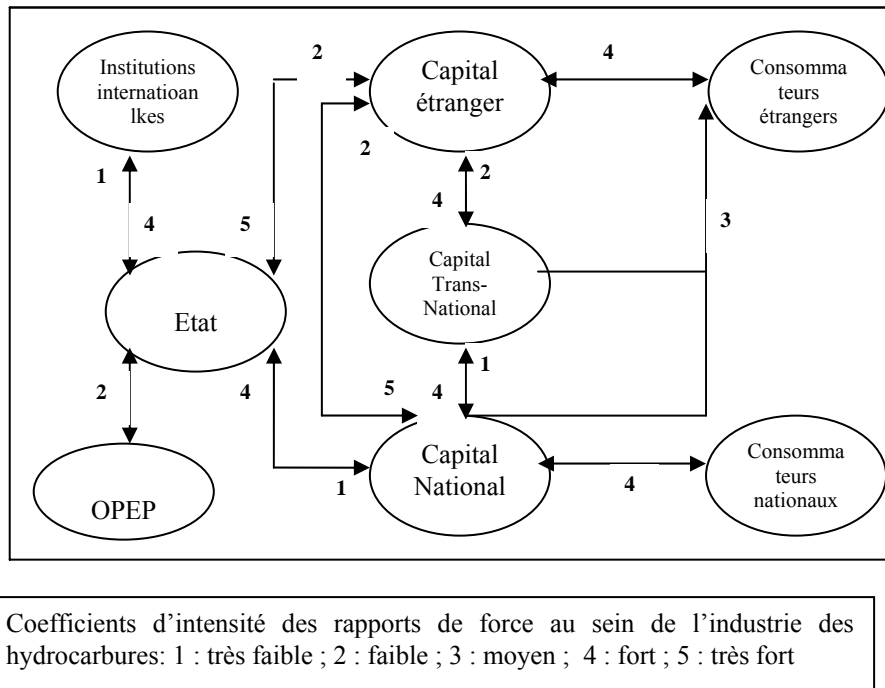 Institutions
internatioan
lkes
2
Capital
étranger
4
Consomma
teurs
étrangers
2
1
2
4
4
5
3
Capital
Trans-
National
Etat
1
2
4
5
4
Capital
National
Consomma
teurs
nationaux
1
4
OPEP
Coefficients d’intensité des rapports de force au sein de l’industrie des
hydrocarbures: 1 : très faible ; 2 : faible ; 3 : moyen ; 4 : fort ; 5 : très fort